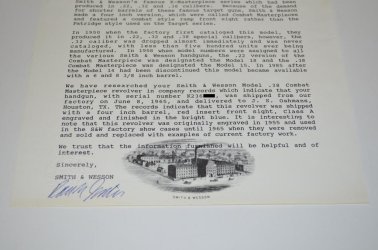 Smith & Wesson's famous K-Masterpiece series which had been
produced in .22, .32 and .38 calibers. Because of the demand
for shorter barrels of these famous Target Models, Smith &
Wesson a four inch version, which were called Combat Masterpieces
and featured a combat style ramp front sight rather than the
Patridge style used on the Target series.
In 1950 when the factory first cataloged this model, they
produced it in .22, .38 and .32 special calibers, however, the
.32 caliber was dropped almost immediately and was never
cataloged, with less than five hundred units ever being
manufactured. In 1958 when model numbers were assigned to all
the various Smith & Wesson handguns, the .22 version of the
Combat Masterpiece was designated the Model 18 and the .38
Combat Masterpiece was designated the Model 15. In 19 after
the Model 14 had been discontinued this model became available
with a 6 and 8 3/8 inch barrel.
We have researched your Smith & Wesson Model .38 Combat
Masterpiece revolver in company records which indicate that your
handgun, with serial number K236, was shipped from our
factory on June 8, 1965, and delivered to J. S. Oshmans,
Houston, TX. The records indicate that this revolver was shipped
with a four inch barrel, red insert front sight, Class A
engraved and finished in the bright blue. It is interesting to
note that this revolver was originally engraved in 1955 and used
in the S&W factory show cases until 1965 when they were removed
and sold and replaced with examples of current factory work.
We trust that the information furnished will be helpful and of
interest.
Sincerely,
SMITH & WESSON
SMITH & WESSON